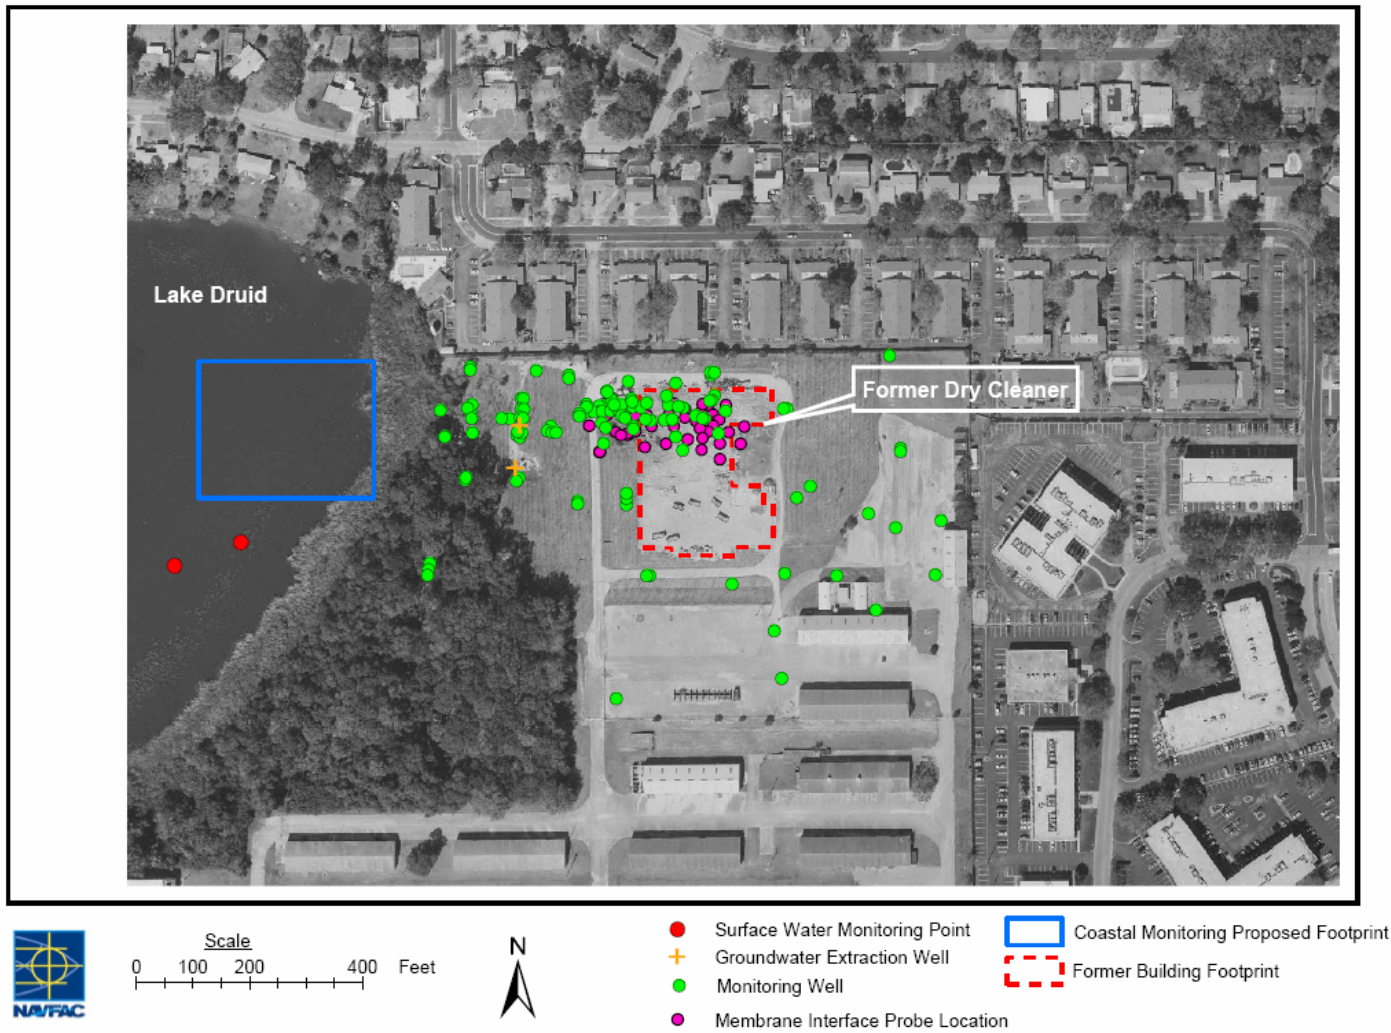 Lake Druid
Former Dry Cleaner
Scale
0 100 200 400 Feet
N
NAVFAC
Surface Water Monitoring Point
Groundwater Extraction Well
Monitoring Well
Membrane Interface Probe Location
Coastal Monitoring Proposed Footprint
Former Building Footprint